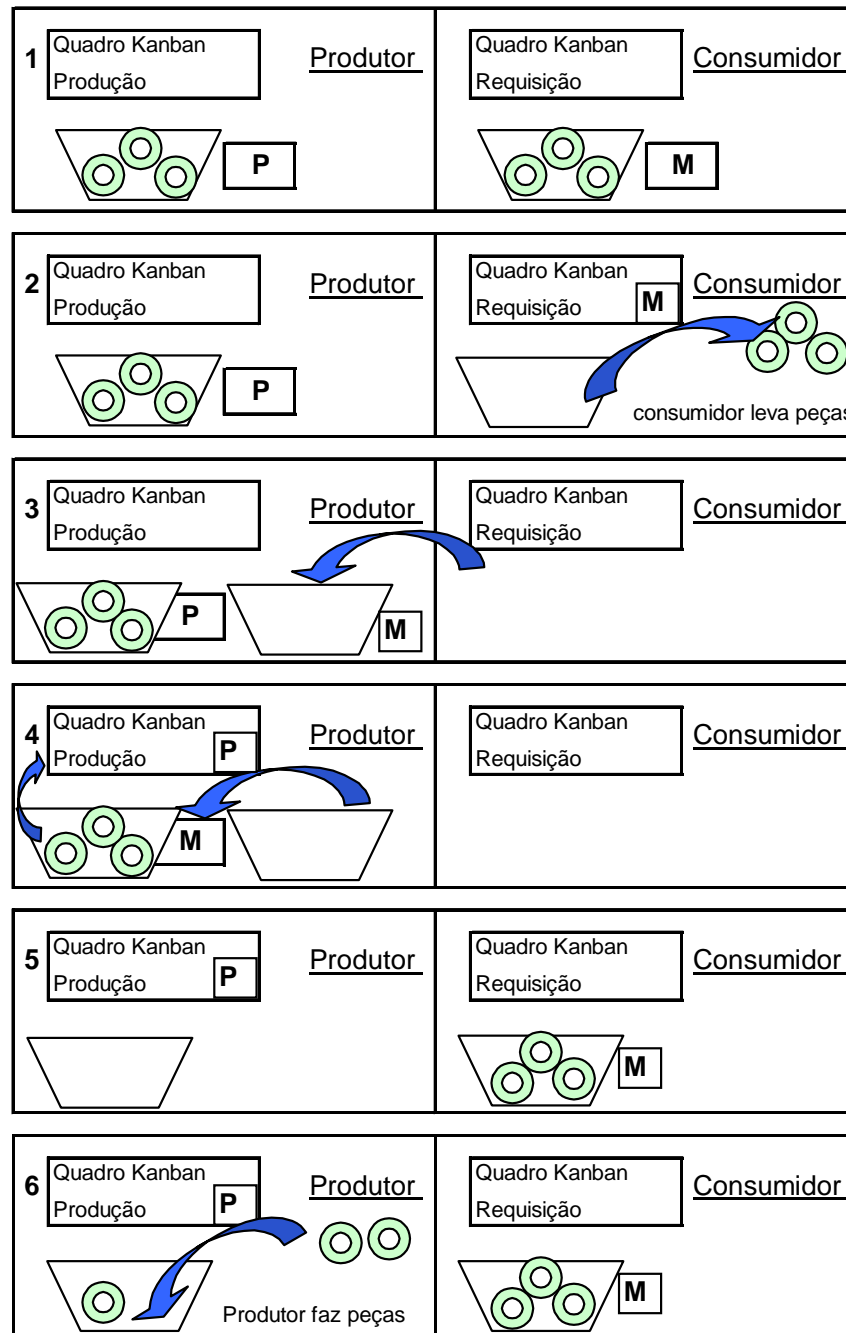 1
Quadro Kanban
Produção
Produtor
Quadro Kanban
Requisição
Consumidor
P
M
2
Quadro Kanban
Produção
Produtor
Quadro Kanban
Requisição
M
Consumidor
P
consumidor leva peças
3
Quadro Kanban
Produção
Produtor
Quadro Kanban
Requisição
Consumidor
P
M
4
Quadro Kanban
Produção
P
Produtor
Quadro Kanban
Requisição
Consumidor
M
5
Quadro Kanban
Produção
P
Produtor
Quadro Kanban
Requisição
Consumidor
M
6
Quadro Kanban
Produção
P
Produtor
Quadro Kanban
Requisição
Consumidor
Produtor faz peças
M